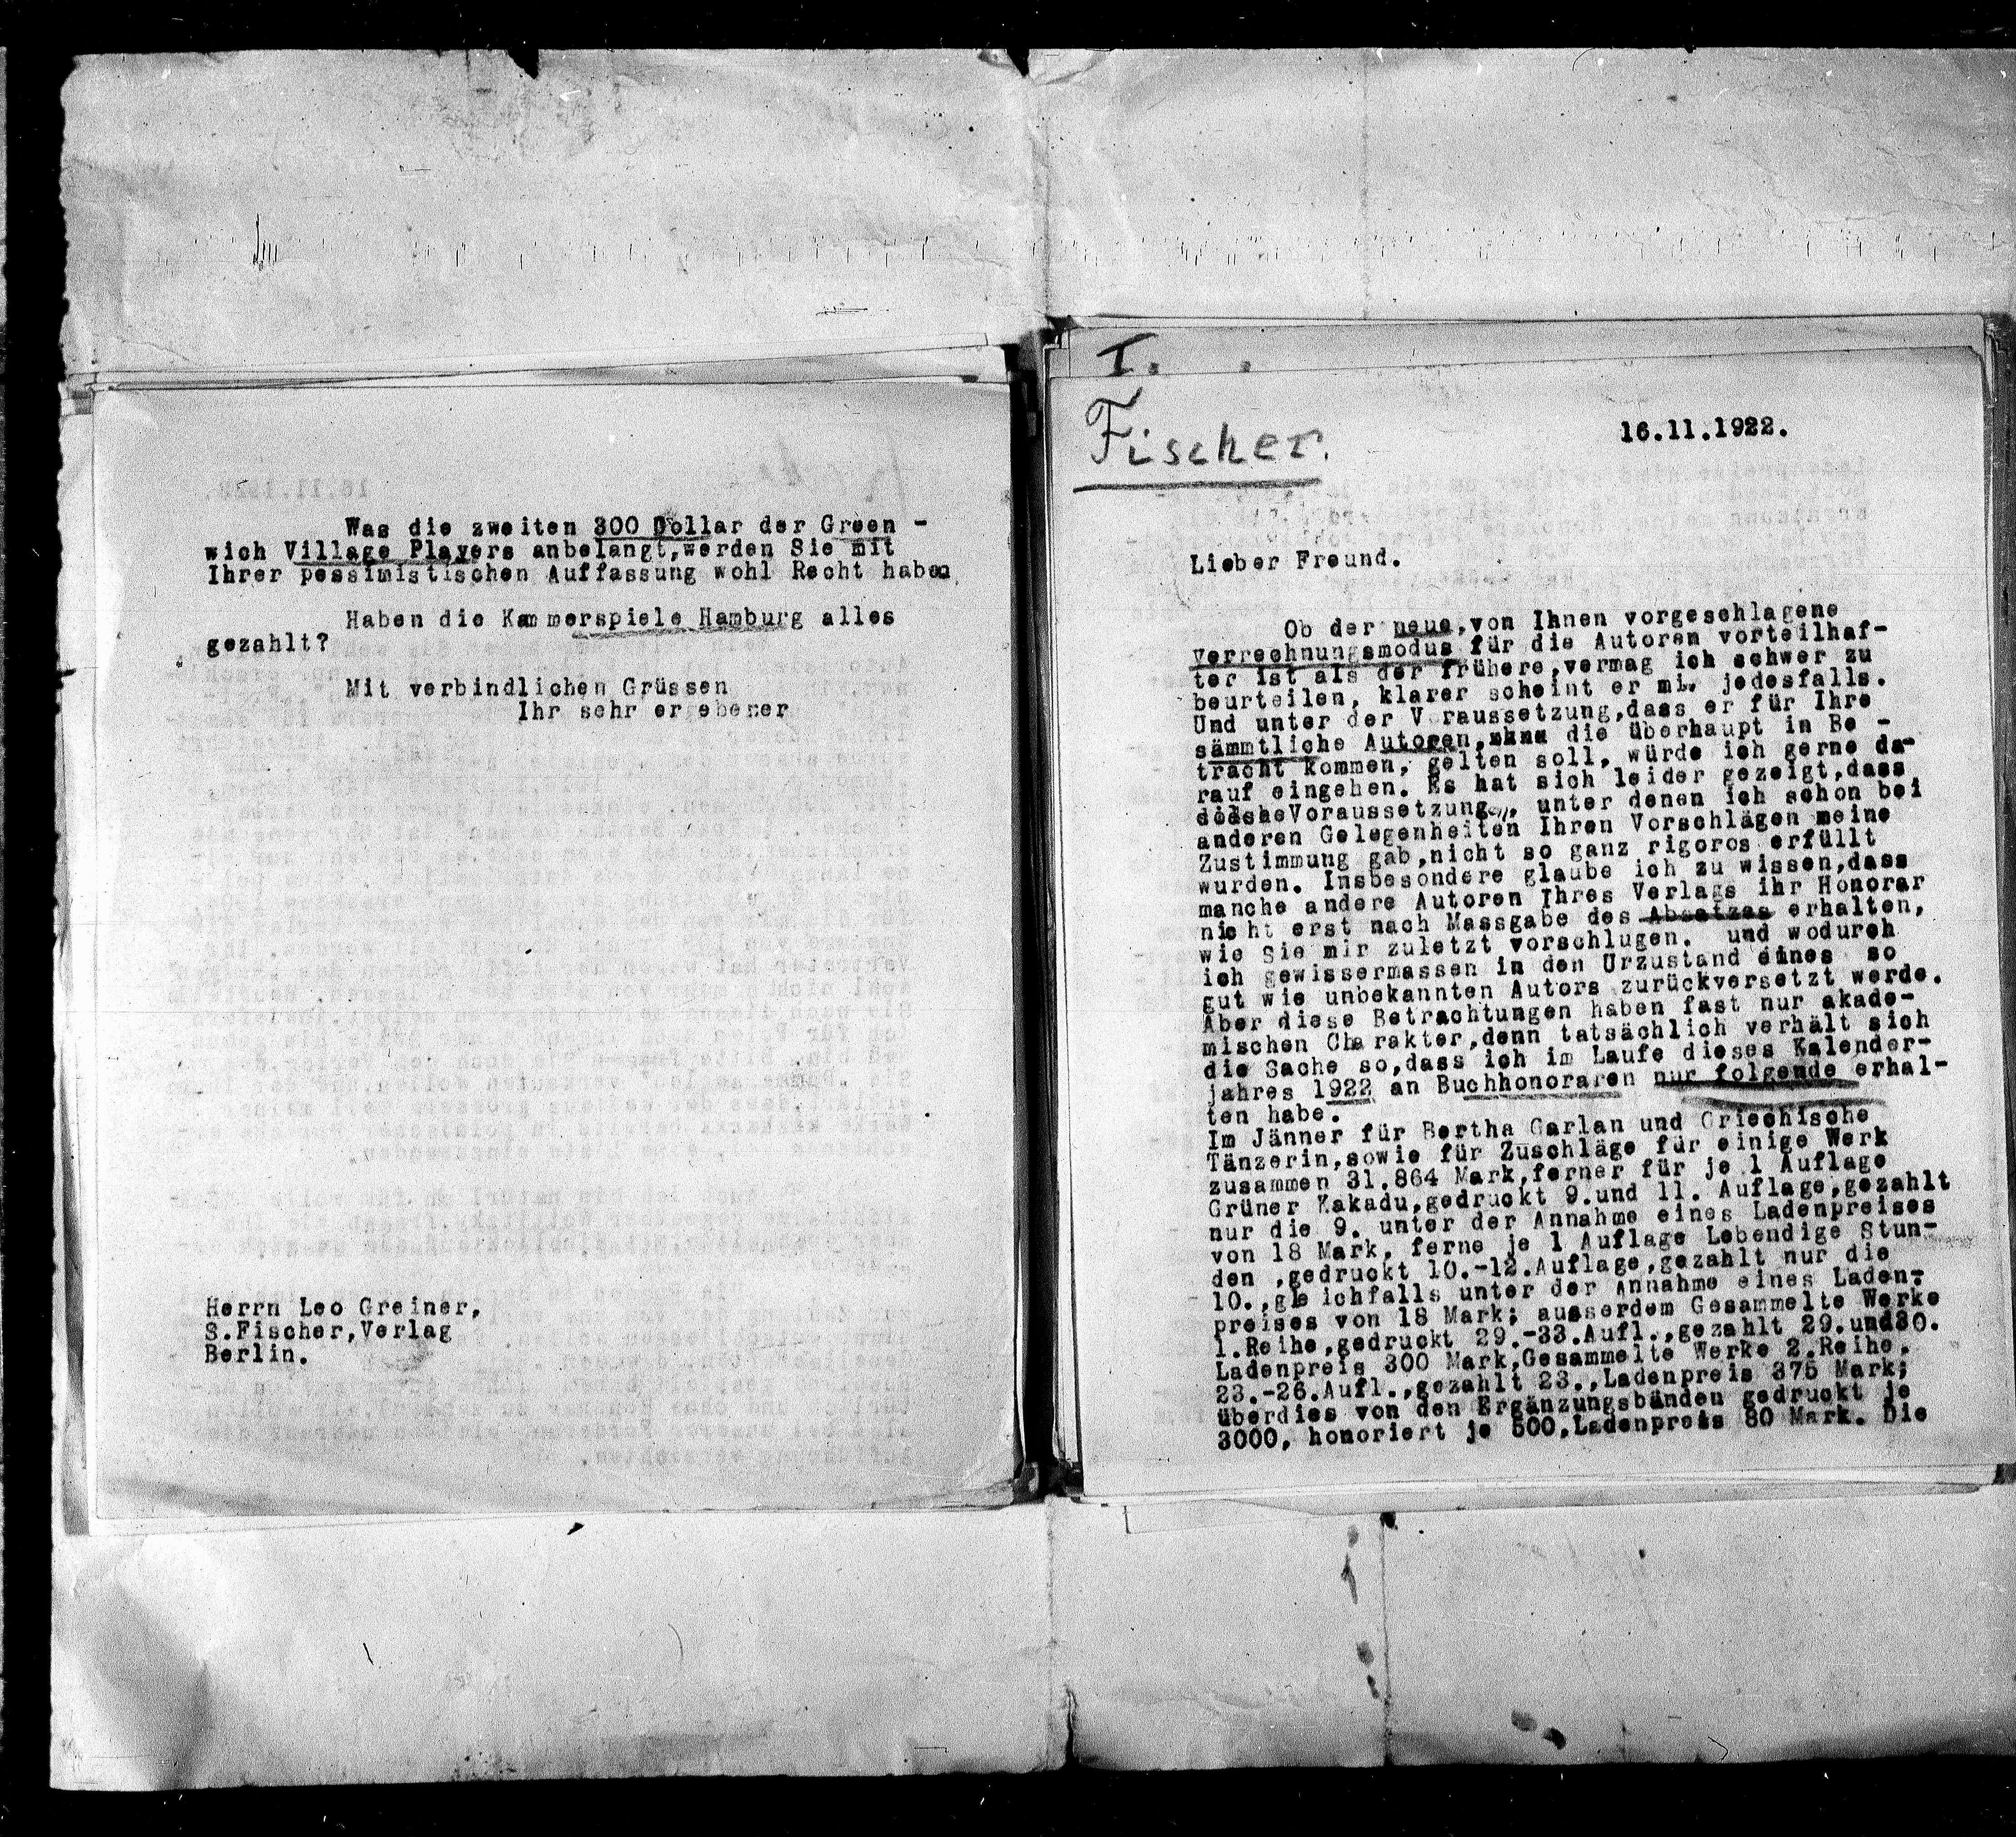 Was die zweiten 300 Dollar der Green -
wich Village Players anbelangt,werden Sie mit
Ihrer pessimistischen Auffassung wohl Recht haben
Haben die Kammerspiele Hamburg alles
gezahlt?
Mit verbindlichen Grüssen
Ihr sehr ergebener
Herrn Leo Greiner,
S.Fischer,Verlag
Berlin.
I.
Fischer.
16.11.1922.
Lieber Freund.
Ob der neue,von Ihnen vorgeschlagene
Verrechnungsmodus für die Autoren vorteilhaf-
ter ist als der frühere,vermag ich schwer zu
beurteilen, klarer scheint er mir jedesfalls.
Und unter der Voraussetzung,dass er für Ihre
sämmtliche Autoren, die überhaupt in Be -
tracht kommen, gelten soll, würde ich gerne da-
rauf eingehen. Es hat sich leider gezeigt,dass
Voraussetzungen, unter denen ich schon bei
anderen Gelegenheiten Ihren Vorschlägen meine
Zustimmung gab,nicht so ganz rigoros erfüllt
wurden. Insbesondere glaube ich zu wissen,dass
manche andere Autoren Ihres Verlags ihr Honorar
nicht erst nach Massgabe des Absatzes erhalten,
wie Sie mir zuletzt vorschlugen. und wodurch
ich gewissermassen in den Urzustand eines so
gut wie unbekannten Autors zurückversetzt werde.
Aber diese Betrachtungen haben fast nur akade-
mischen Charakter,denn tatsächlich verhält sich
die Sache so,dass ich im Laufe dieses Kalender-
jahres 1922 an Buchhonoraren nur folgende erhal-
ten habe.
Im Jänner für Bertha Garlan und Griechische
Tänzerin,sowie für Zuschläge für einige Werk
zusammen 31.864 Mark,ferner für je 1 Auflage
Grüner Kakadu,gedruckt 9.und 11. Auflage,gezahlt
nur die 9. unter der Annahme eines Ladenpreises
von 18 Mark, ferne je 1 Auflage Lebendige Stun-
den ,gedruckt 10.-12.Auflage,gezahlt nur die
10.,gleichfalls unter der Annahme eines Laden-
preises von 18 Mark; ausserdem Gesammelte Werke
1.Reihe,gedruckt 29.-33.Aufl.,gezahlt 29.und30.
Ladenpreis 300 Mark,Gesammelte Werke 2.Reihe,
23.-26.Aufl.,gezahlt 23.,Ladenpreis 375 Mark;
überdies von den Ergänzungsbänden gedruckt je
3000, honoriert je 500,Ladenpreis 80 Mark. Die